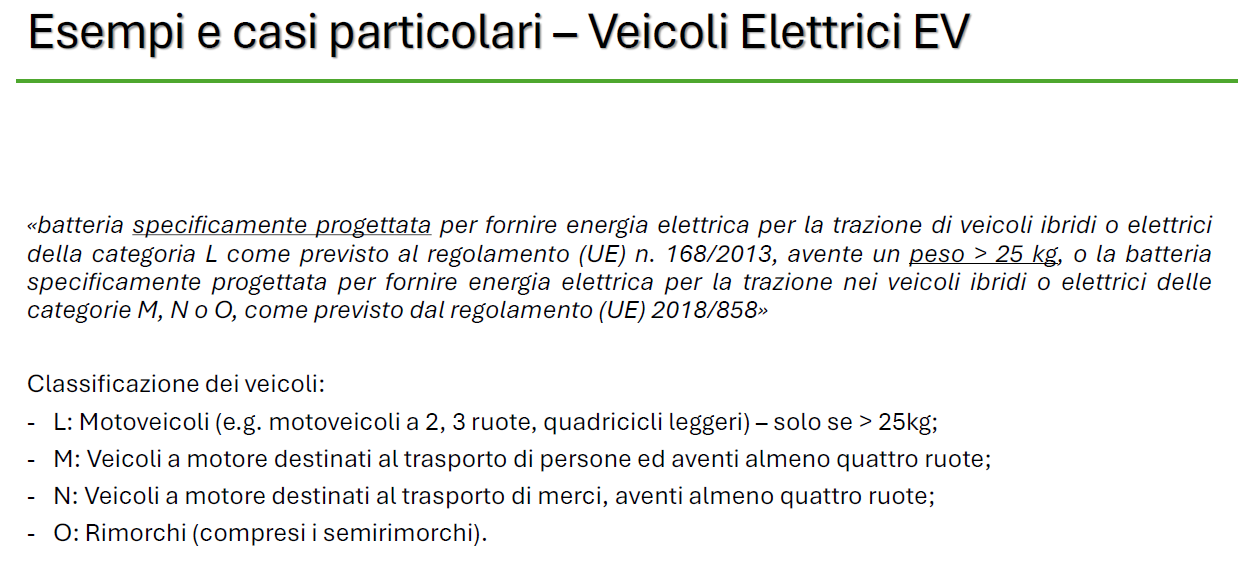 Esempi e casi particolari – Veicoli Elettrici EV
«batteria specificamente progettata per fornire energia elettrica per la trazione di veicoli ibridi o elettrici
della categoria L come previsto al regolamento (UE) n. 168/2013, avente un peso > 25 kg, o la batteria
specificamente progettata per fornire energia elettrica per la trazione nei veicoli ibridi o elettrici delle
categorie M, N o O, come previsto dal regolamento (UE) 2018/858»
Classificazione dei veicoli:
- L: Motoveicoli (e.g. motoveicoli a 2, 3 ruote, quadricicli leggeri) – solo se > 25kg;
- M: Veicoli a motore destinati al trasporto di persone ed aventi almeno quattro ruote;
- N: Veicoli a motore destinati al trasporto di merci, aventi almeno quattro ruote;
- O: Rimorchi (compresi i semirimorchi).